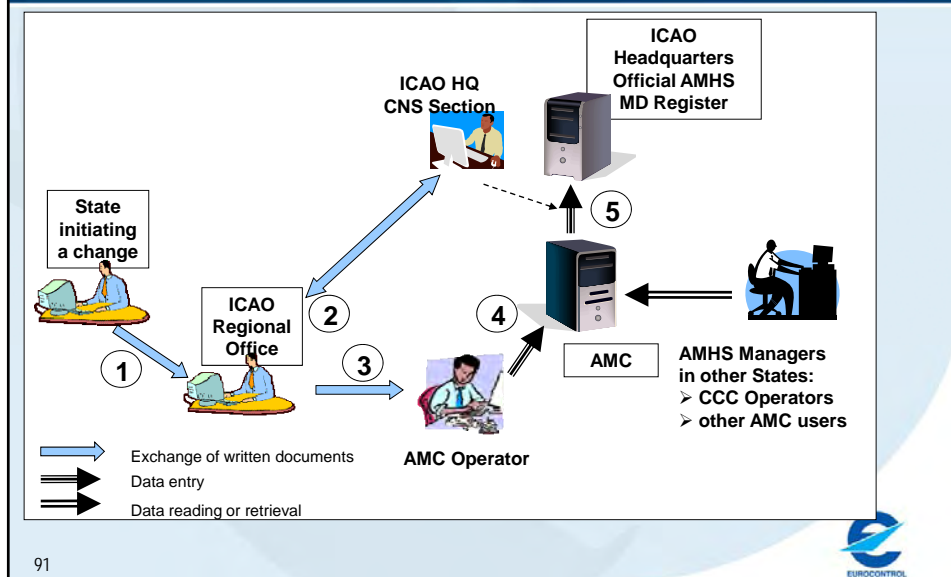 ICAO
Headquarters
Official AMHS
MD Register
ICAO HQ
CNS Section
State
initiating
a change
ICAO
Regional
Office
1
2
3
4
5
AMC
AMC Operator
AMHS Managers
in other States:
➢ CCC Operators
➢ other AMC users
Exchange of written documents
Data entry
Data reading or retrieval
91
EUROCONTROL